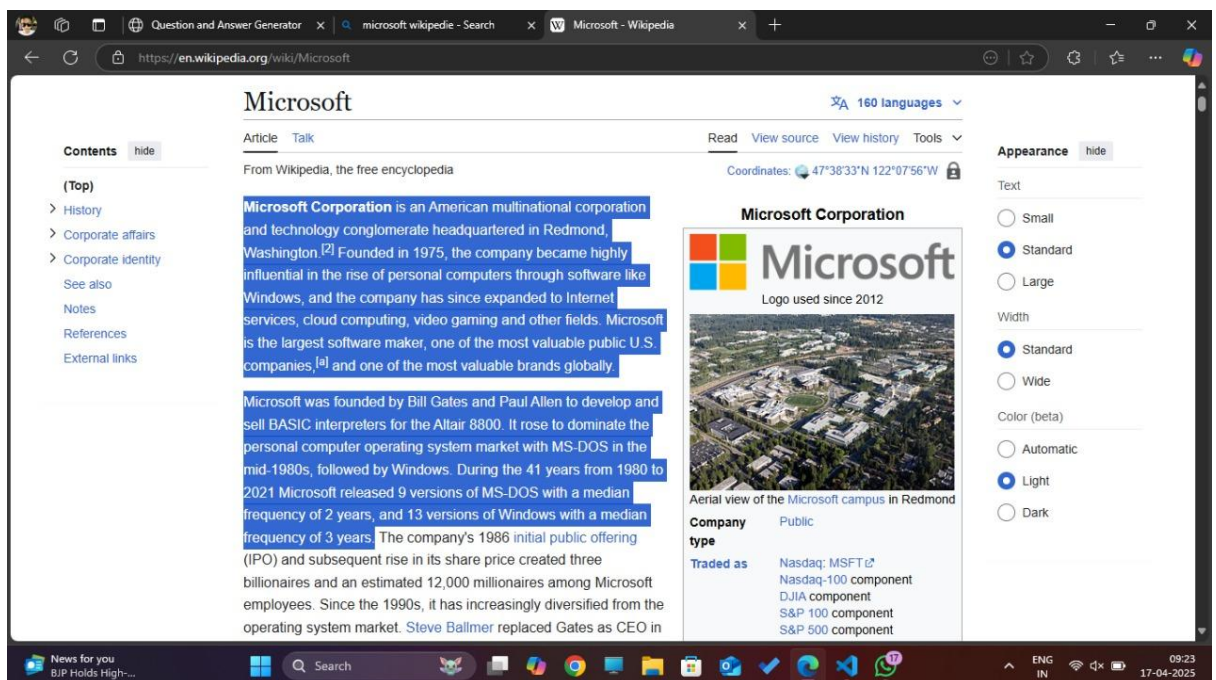 Question and Answer Generator
microsoft wikipedie - Search
Microsoft - Wikipedia
https://en.wikipedia.org/wiki/Microsoft
Microsoft
160 languages
Article Talk
Read View source View history Tools
From Wikipedia, the free encyclopedia
Coordinates: 47°38′33″N 122°07′56″W
Contents hide
(Top)
History
Corporate affairs
Corporate identity
See also
Notes
References
External links
Microsoft Corporation is an American multinational corporation
and technology conglomerate headquartered in Redmond,
Washington.[2] Founded in 1975, the company became highly
influential in the rise of personal computers through software like
Windows, and the company has since expanded to Internet
services, cloud computing, video gaming and other fields. Microsoft
is the largest software maker, one of the most valuable public U.S.
companies,[a] and one of the most valuable brands globally.
Microsoft was founded by Bill Gates and Paul Allen to develop and
sell BASIC interpreters for the Altair 8800. It rose to dominate the
personal computer operating system market with MS-DOS in the
mid-1980s, followed by Windows. During the 41 years from 1980 to
2021 Microsoft released 9 versions of MS-DOS with a median
frequency of 2 years, and 13 versions of Windows with a median
frequency of 3 years. The company's 1986 initial public offering
(IPO) and subsequent rise in its share price created three
billionaires and an estimated 12,000 millionaires among Microsoft
employees. Since the 1990s, it has increasingly diversified from the
operating system market. Steve Ballmer replaced Gates as CEO in
Microsoft Corporation
Microsoft
Logo used since 2012
Aerial view of the Microsoft campus in Redmond
Company type Public
Traded as Nasdaq: MSFT
Nasdaq-100 component
DJIA component
S&P 100 component
S&P 500 component
Appearance hide
Text
Small
Standard
Large
Width
Standard
Wide
Color (beta)
Automatic
Light
Dark
News for you
BJP Holds High-...
Search
17
ENG
IN
09:23
17-04-2025